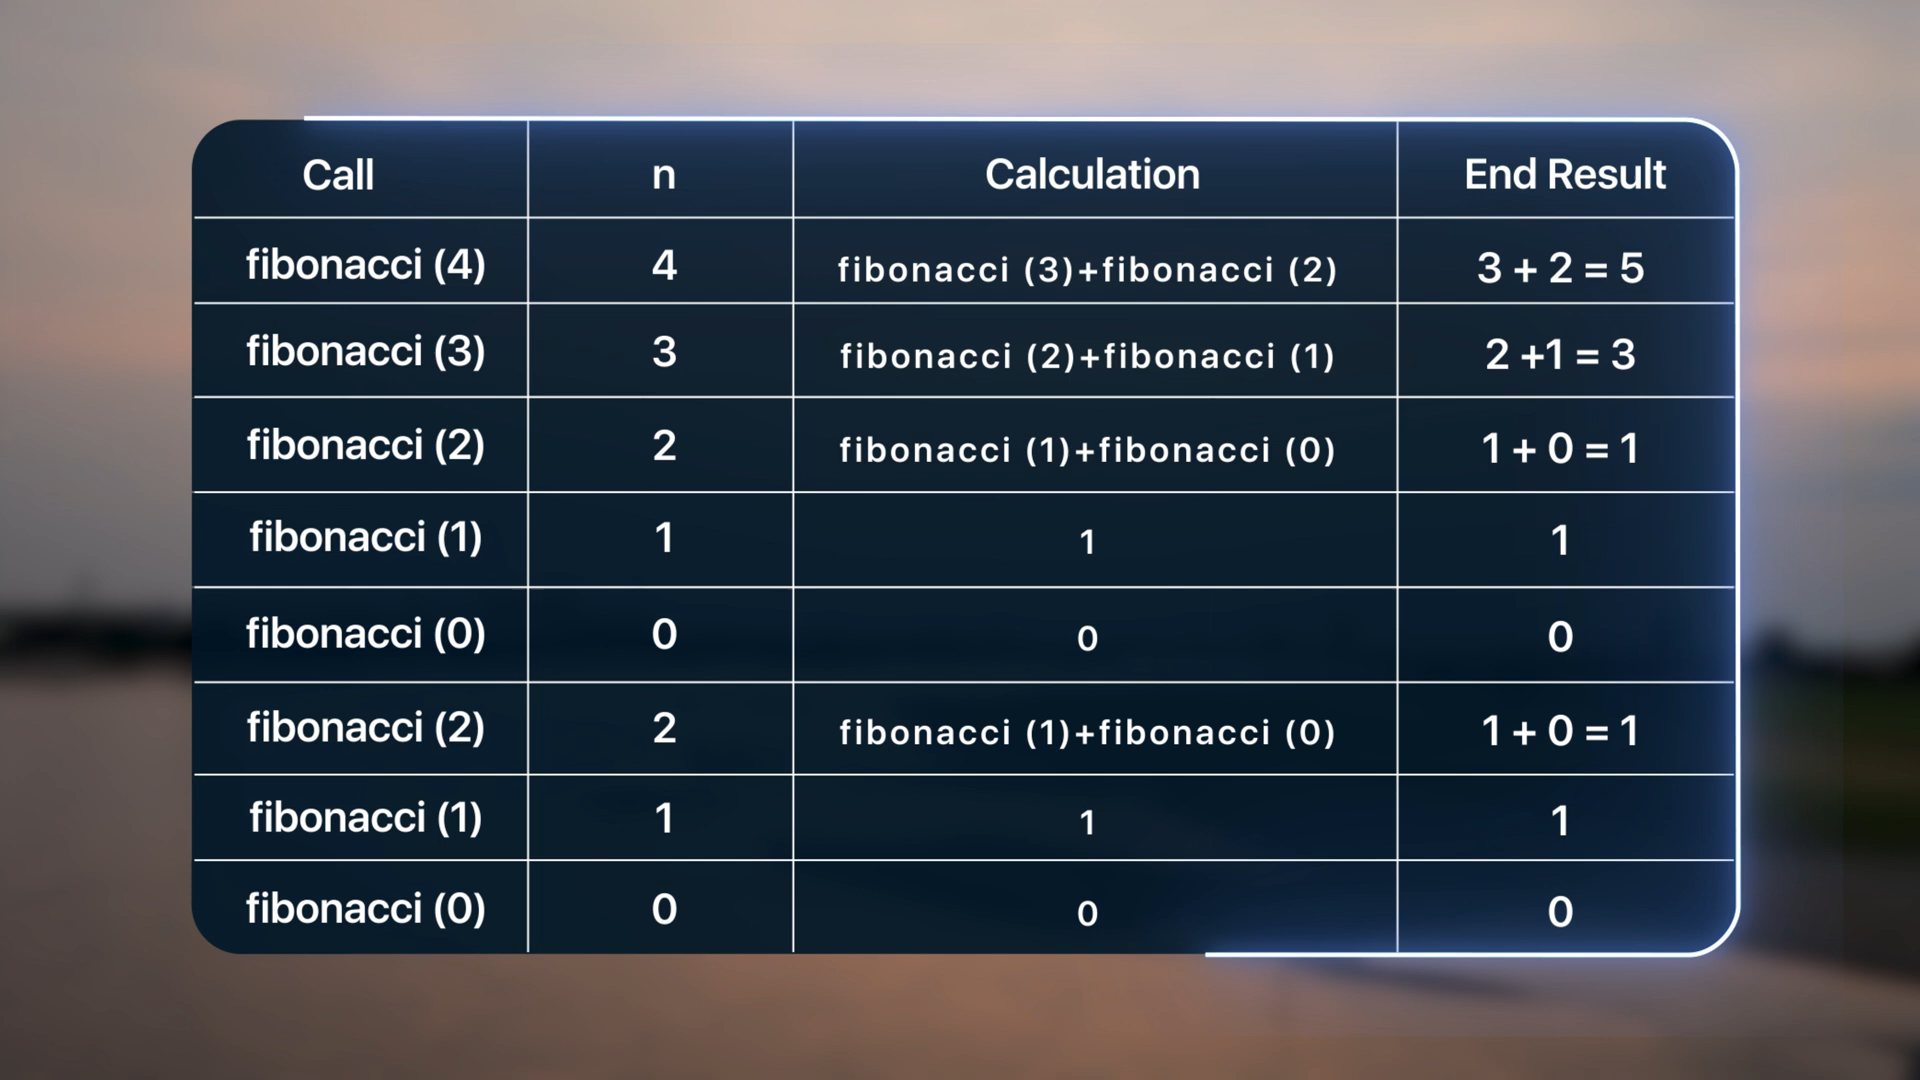 Call n Calculation End Result
fibonacci (4) 4 fibonacci (3)+fibonacci (2) 3 + 2 = 5
fibonacci (3) 3 fibonacci (2)+fibonacci (1) 2 +1 = 3
fibonacci (2) 2 fibonacci (1)+fibonacci (0) 1 + 0 = 1
fibonacci (1) 1 1 1
fibonacci (0) 0 0 0
fibonacci (2) 2 fibonacci (1)+fibonacci (0) 1 + 0 = 1
fibonacci (1) 1 1 1
fibonacci (0) 0 0 0